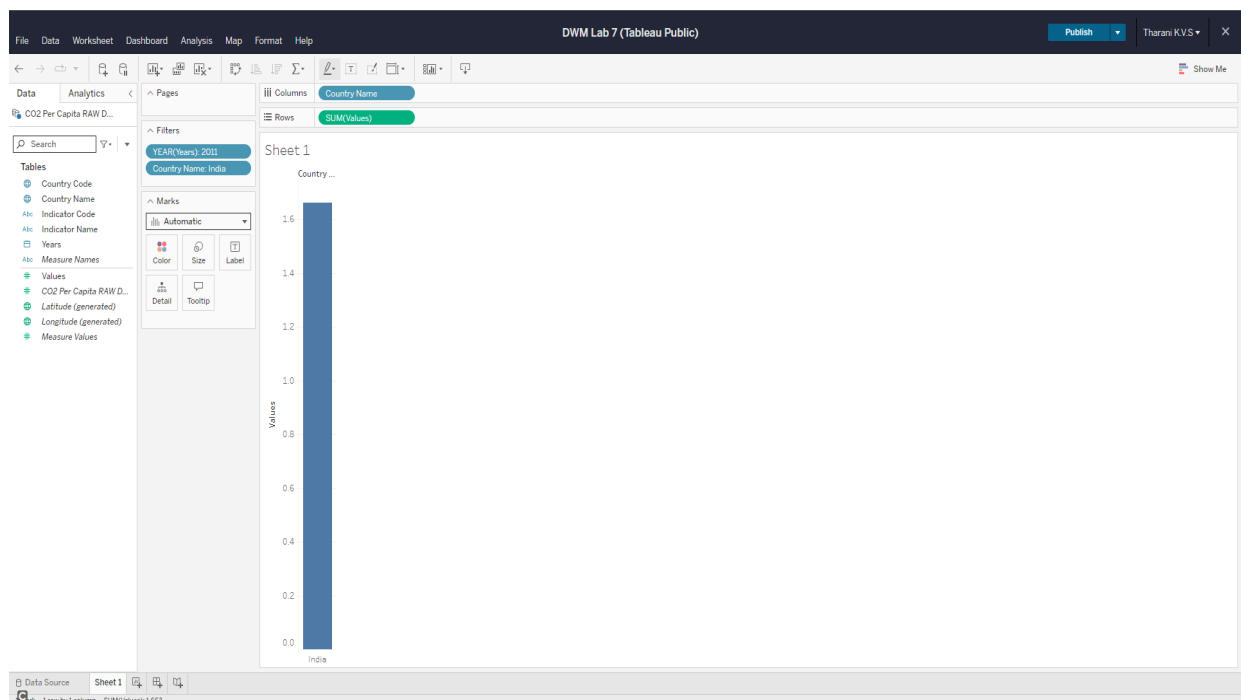 DWM Lab 7 (Tableau Public)
Publish
Tharani K.V.S
File Data Worksheet Dashboard Analysis Map Format Help
Show Me
Data Analytics
CO2 Per Capita RAW D...
Search
Tables
Country Code
Country Name
Abc Indicator Code
Abc Indicator Name
Years
Abc Measure Names
# Values
# CO2 Per Capita RAW D...
Latitude (generated)
Longitude (generated)
# Measure Values
Pages
Filters
YEAR(Years): 2011
Country Name: India
Marks
Automatic
Color Size Label
Detail Tooltip
Columns Country Name
Rows SUM(Values)
Sheet 1
Country ...
1.6
1.4
1.2
1.0
Values
0.8
0.6
0.4
0.2
0.0
India
Data Source Sheet 1